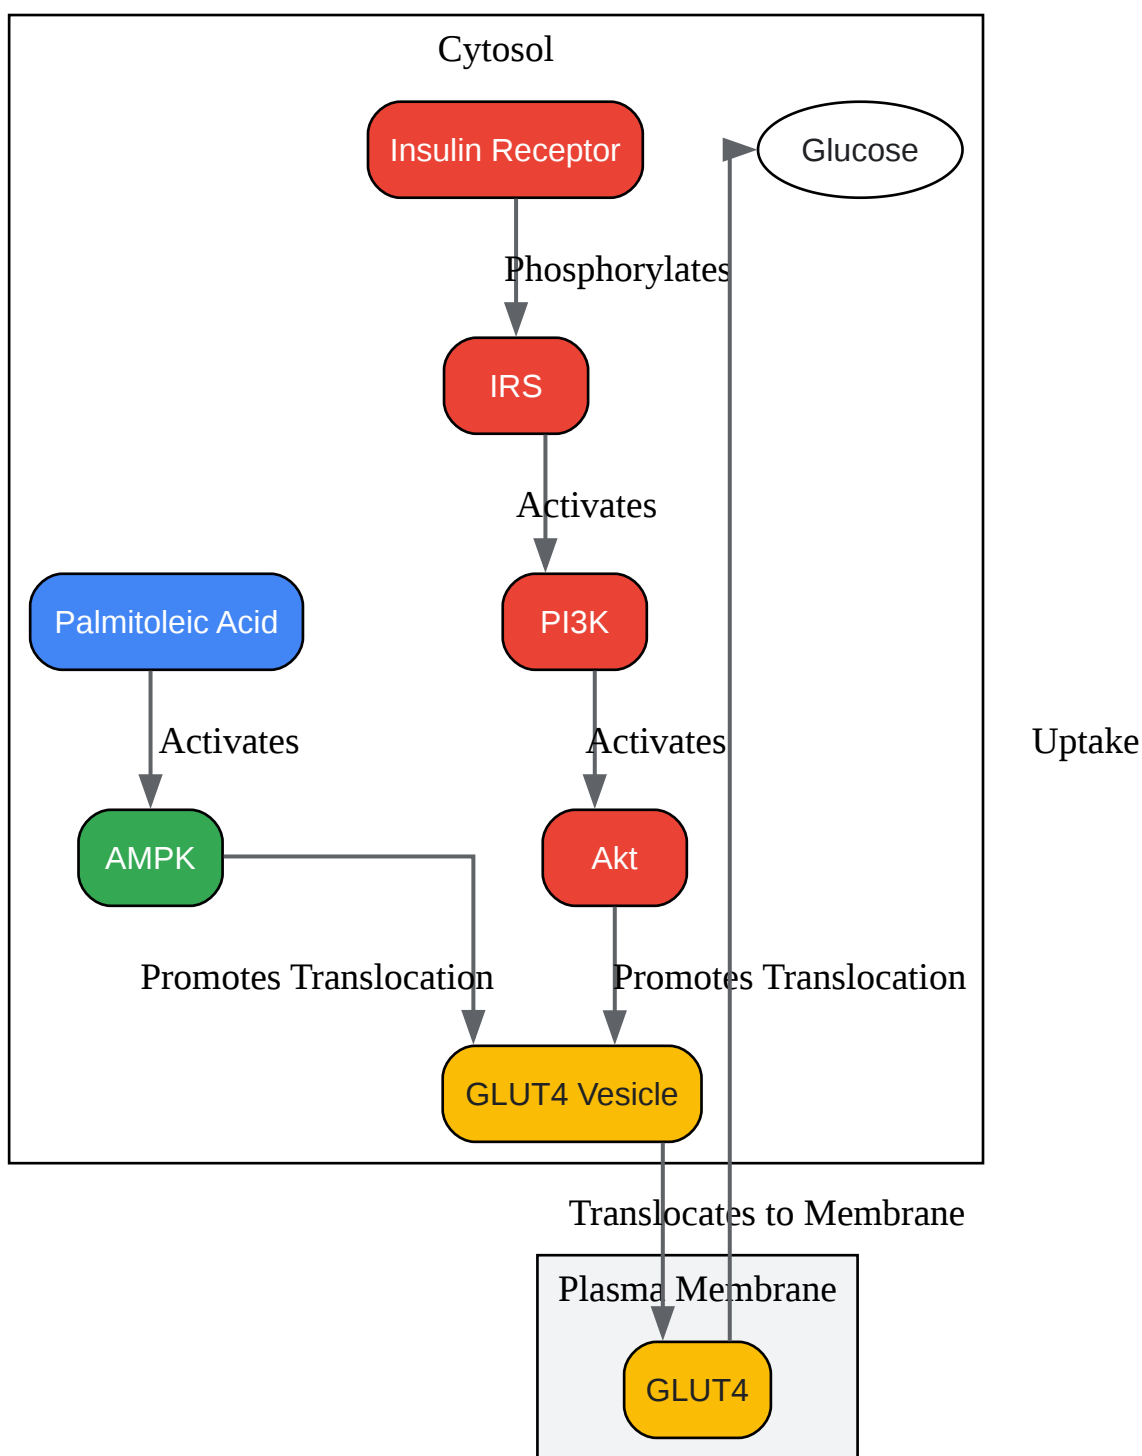 Cytosol
Insulin Receptor
Glucose
Phosphorylates
IRS
Activates
Palmitoleic Acid
PI3K
Activates
Activates
Uptake
AMPK
Akt
Promotes Translocation
Promotes Translocation
GLUT4 Vesicle
Translocates to Membrane
Plasma Membrane
GLUT4